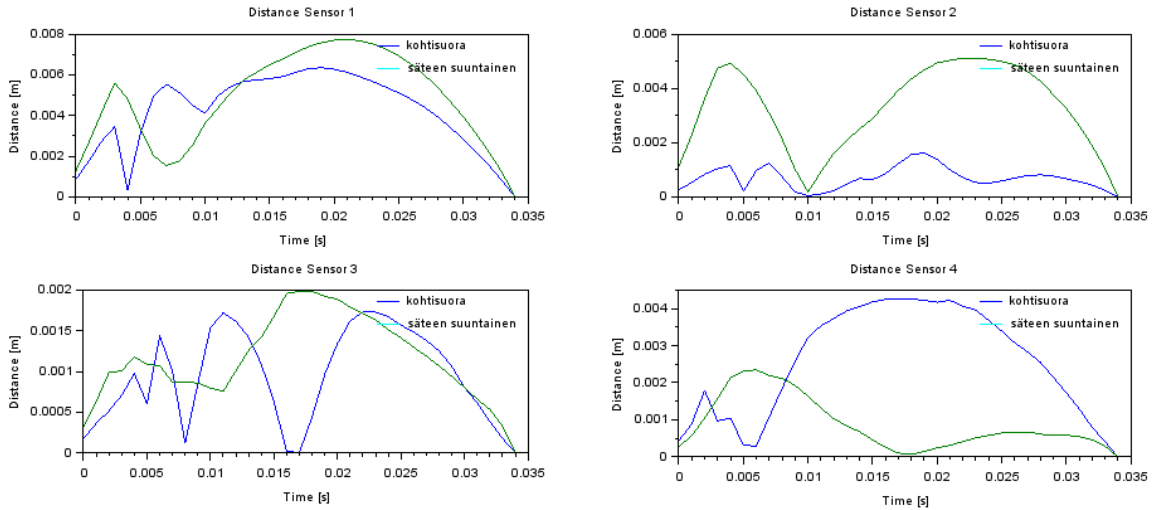 Distance Sensor 1
0.008
0.006
0.004
0.002
0
Distance [m]
kohtisuora
säteen suuntainen
0 0.005 0.01 0.015 0.02 0.025 0.03 0.035
Time [s]
Distance Sensor 2
0.006
0.004
0.002
0
Distance [m]
kohtisuora
säteen suuntainen
0 0.005 0.01 0.015 0.02 0.025 0.03 0.035
Time [s]
Distance Sensor 3
0.002
0.0015
0.001
0.0005
0
Distance [m]
kohtisuora
säteen suuntainen
0 0.005 0.01 0.015 0.02 0.025 0.03 0.035
Time [s]
Distance Sensor 4
0.004
0.003
0.002
0.001
0
Distance [m]
kohtisuora
säteen suuntainen
0 0.005 0.01 0.015 0.02 0.025 0.03 0.035
Time [s]